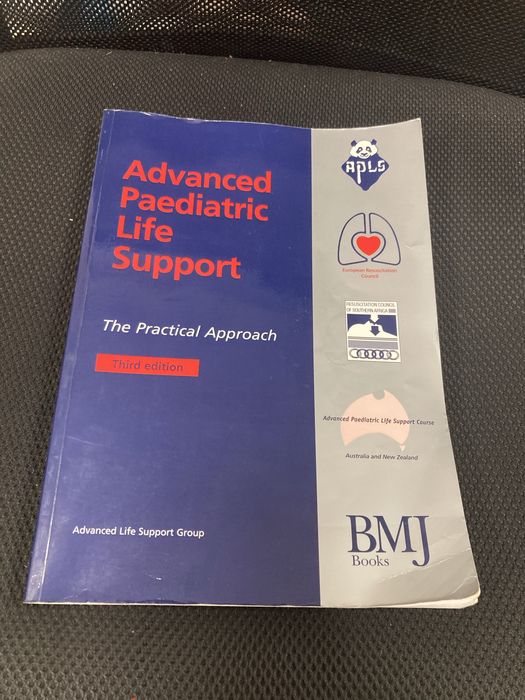 Advanced
Paediatric
Life
Support
The Practical Approach
Third edition
Advanced Life Support Group
APLS
European Resuscitation
Council
RESUSCITATION COUNCIL
OF SOUTHERN AFRICA
Advanced Paediatric Life Support Course
Australia and New Zealand
BMJ
Books